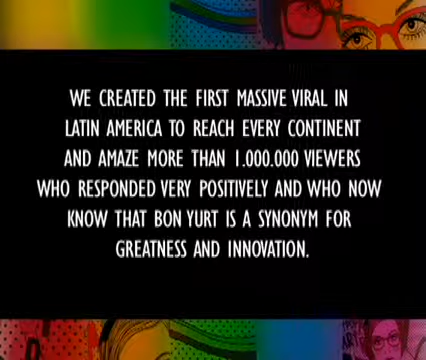 WE CREATED THE FIRST MASSIVE VIRAL IN
LATIN AMERICA TO REACH EVERY CONTINENT
AND AMAZE MORE THAN 1.000.000 VIEWERS
WHO RESPONDED VERY POSITIVELY AND WHO NOW
KNOW THAT BON YURT IS A SYNONYM FOR
GREATNESS AND INNOVATION.